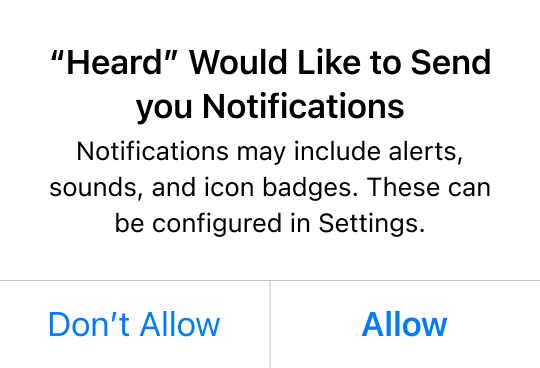 “Heard” Would Like to Send
you Notifications
Notifications may include alerts,
sounds, and icon badges. These can
be configured in Settings.
Don’t Allow
Allow